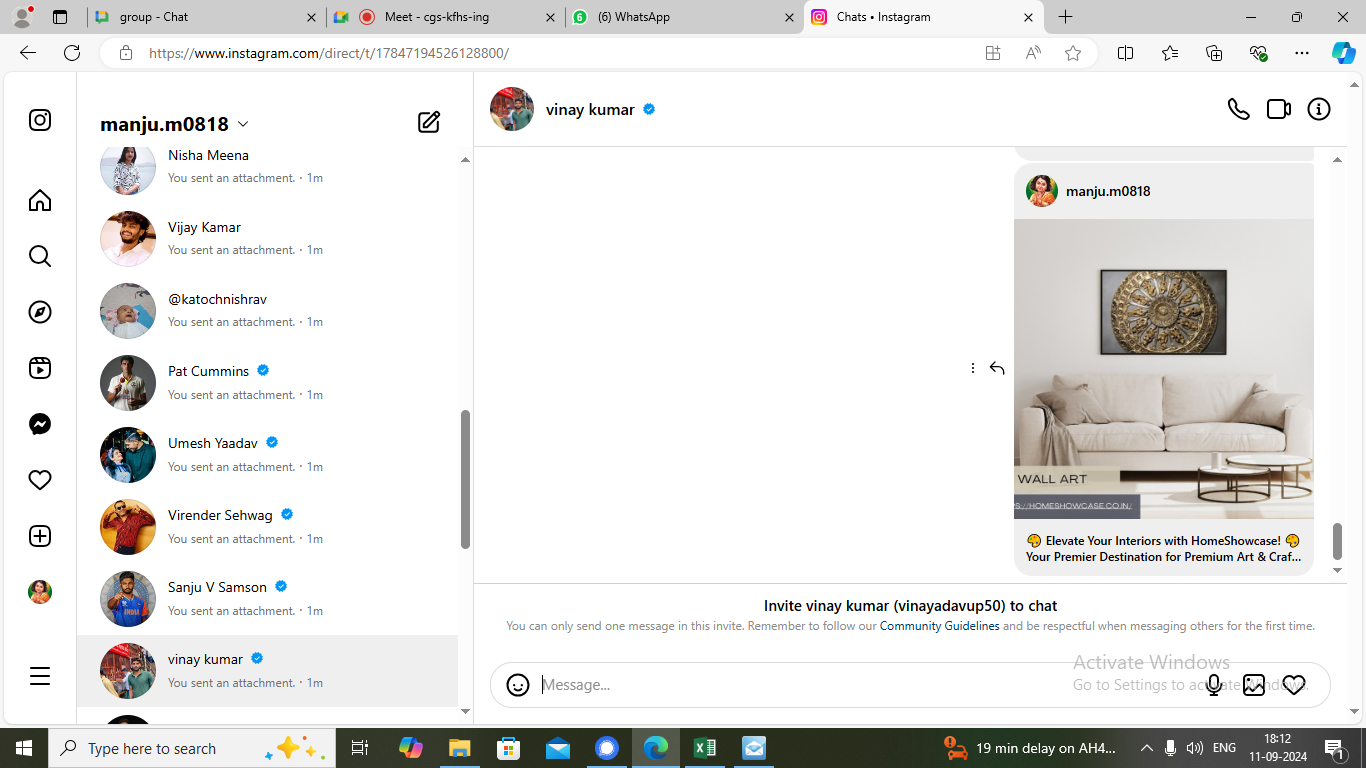 group - Chat
Meet - cgs-kfhs-ing
(6) WhatsApp
Chats • Instagram
https://www.instagram.com/direct/t/17847194526128800/
manju.m0818
Nisha Meena
You sent an attachment. · 1m
Vijay Kamar
You sent an attachment. · 1m
@katochnishrav
You sent an attachment. · 1m
Pat Cummins
You sent an attachment. · 1m
Umesh Yaadav
You sent an attachment. · 1m
Virender Sehwag
You sent an attachment. · 1m
Sanju V Samson
You sent an attachment. · 1m
vinay kumar
You sent an attachment. · 1m
vinay kumar
manju.m0818
WALL ART
S://HOMESHOWCASE.CO.IN/
🎨 Elevate Your Interiors with HomeShowcase! 🎨
Your Premier Destination for Premium Art & Craf...
Invite vinay kumar (vinayadavup50) to chat
You can only send one message in this invite. Remember to follow our Community Guidelines and be respectful when messaging others for the first time.
Message...
Activate Windows
Go to Settings to activate Windows.
Type here to search
19 min delay on AH4...
ENG
18:12
11-09-2024
1